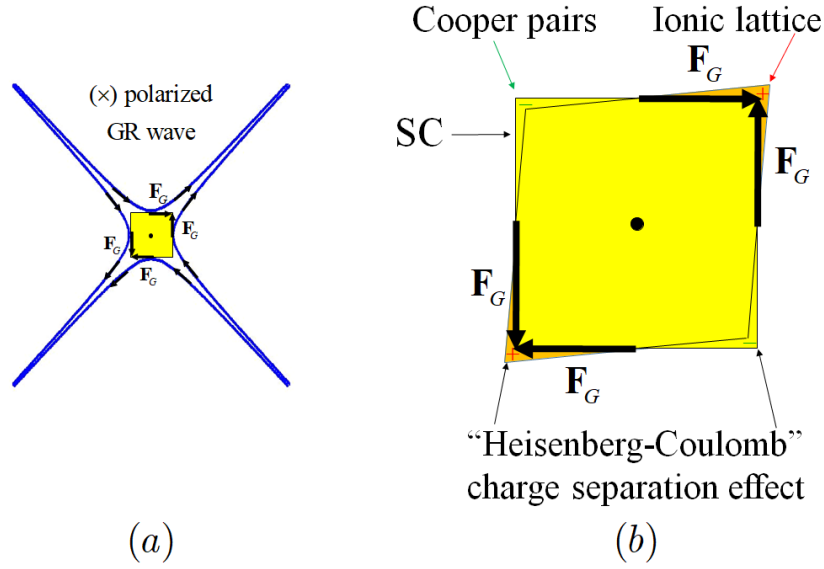 (×) polarized
GR wave
F_G
F_G
F_G
F_G
(a)
Cooper pairs
Ionic lattice
F_G
+
−
SC
F_G
F_G
−
+
F_G
“Heisenberg-Coulomb”
charge separation effect
(b)